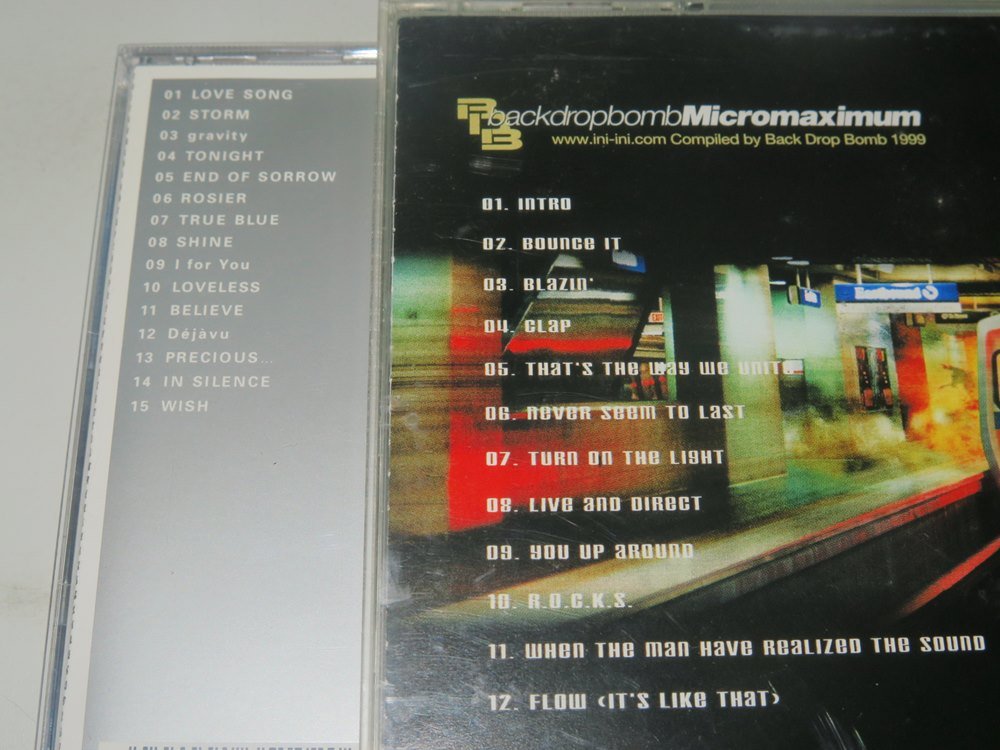 01 LOVE SONG
02 STORM
03 gravity
04 TONIGHT
05 END OF SORROW
06 ROSIER
07 TRUE BLUE
08 SHINE
09 I for You
10 LOVELESS
11 BELIEVE
12 Déjàvu
13 PRECIOUS...
14 IN SILENCE
15 WISH
BDB backdropbombMicromaximum
www.ini-ini.com Compiled by Back Drop Bomb 1999
01. INTRO
02. BOUNCE IT
03. BLAZIN'
04. CLAP
05. THAT'S THE WAY WE UNITE
06. NEVER SEEM TO LAST
07. TURN ON THE LIGHT
08. LIVE AND DIRECT
09. YOU UP AROUND
10. R.O.C.K.S.
11. WHEN THE MAN HAVE REALIZED THE SOUND
12. FLOW <IT'S LIKE THAT>
Eastbound
EXIT